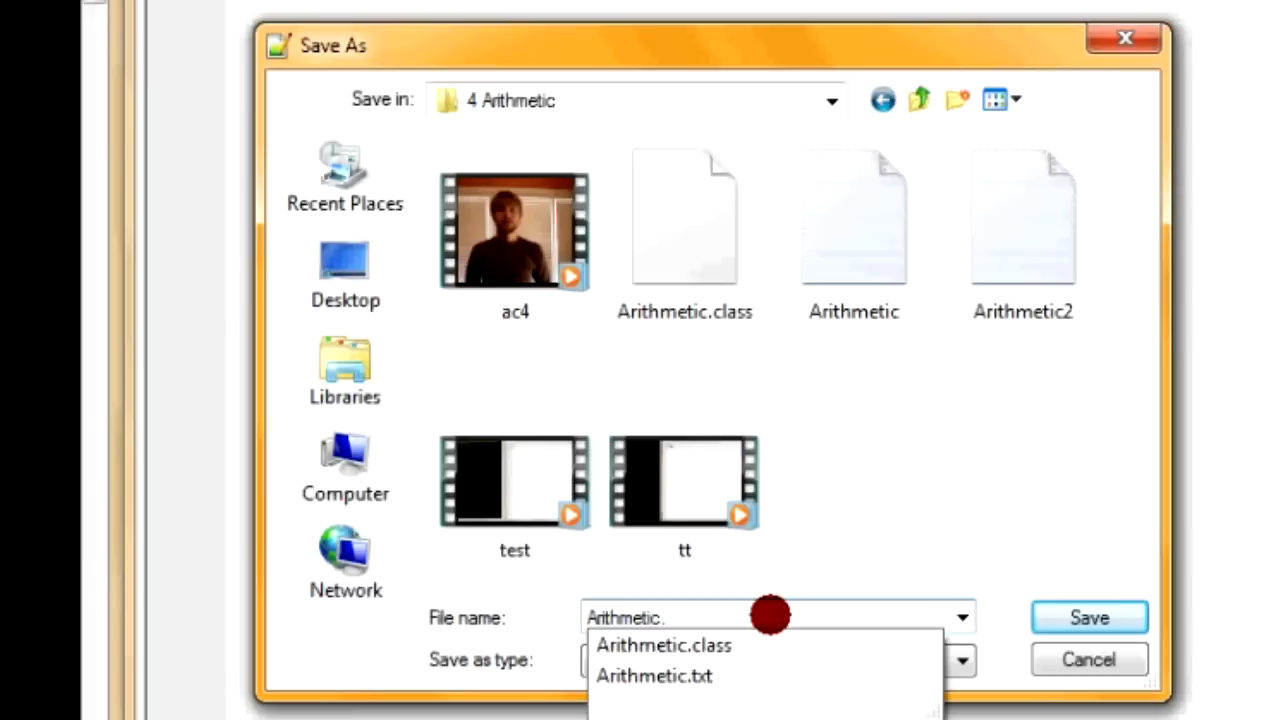 Save As
Save in:
4 Arithmetic
Recent Places
Desktop
Libraries
Computer
Network
ac4
Arithmetic.class
Arithmetic
Arithmetic2
test
tt
File name:
Arithmetic.
Save
Arithmetic.class
Arithmetic.txt
Save as type:
Cancel